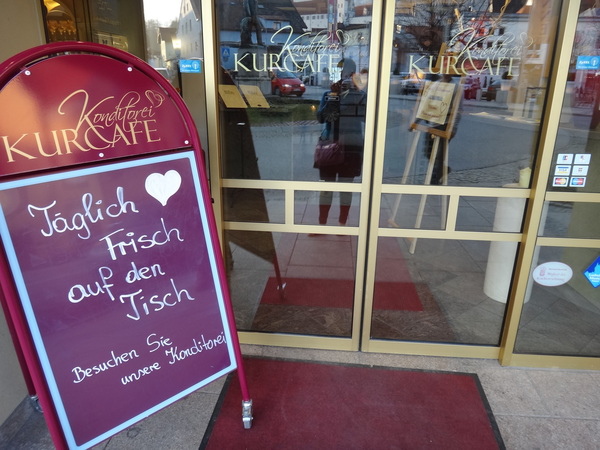 Konditorei
KURCAFE
Täglich
Frisch
auf den
Tisch
Besuchen Sie
unsere Konditorei
Konditorei
KURCAFE
Konditorei
KURCAFE